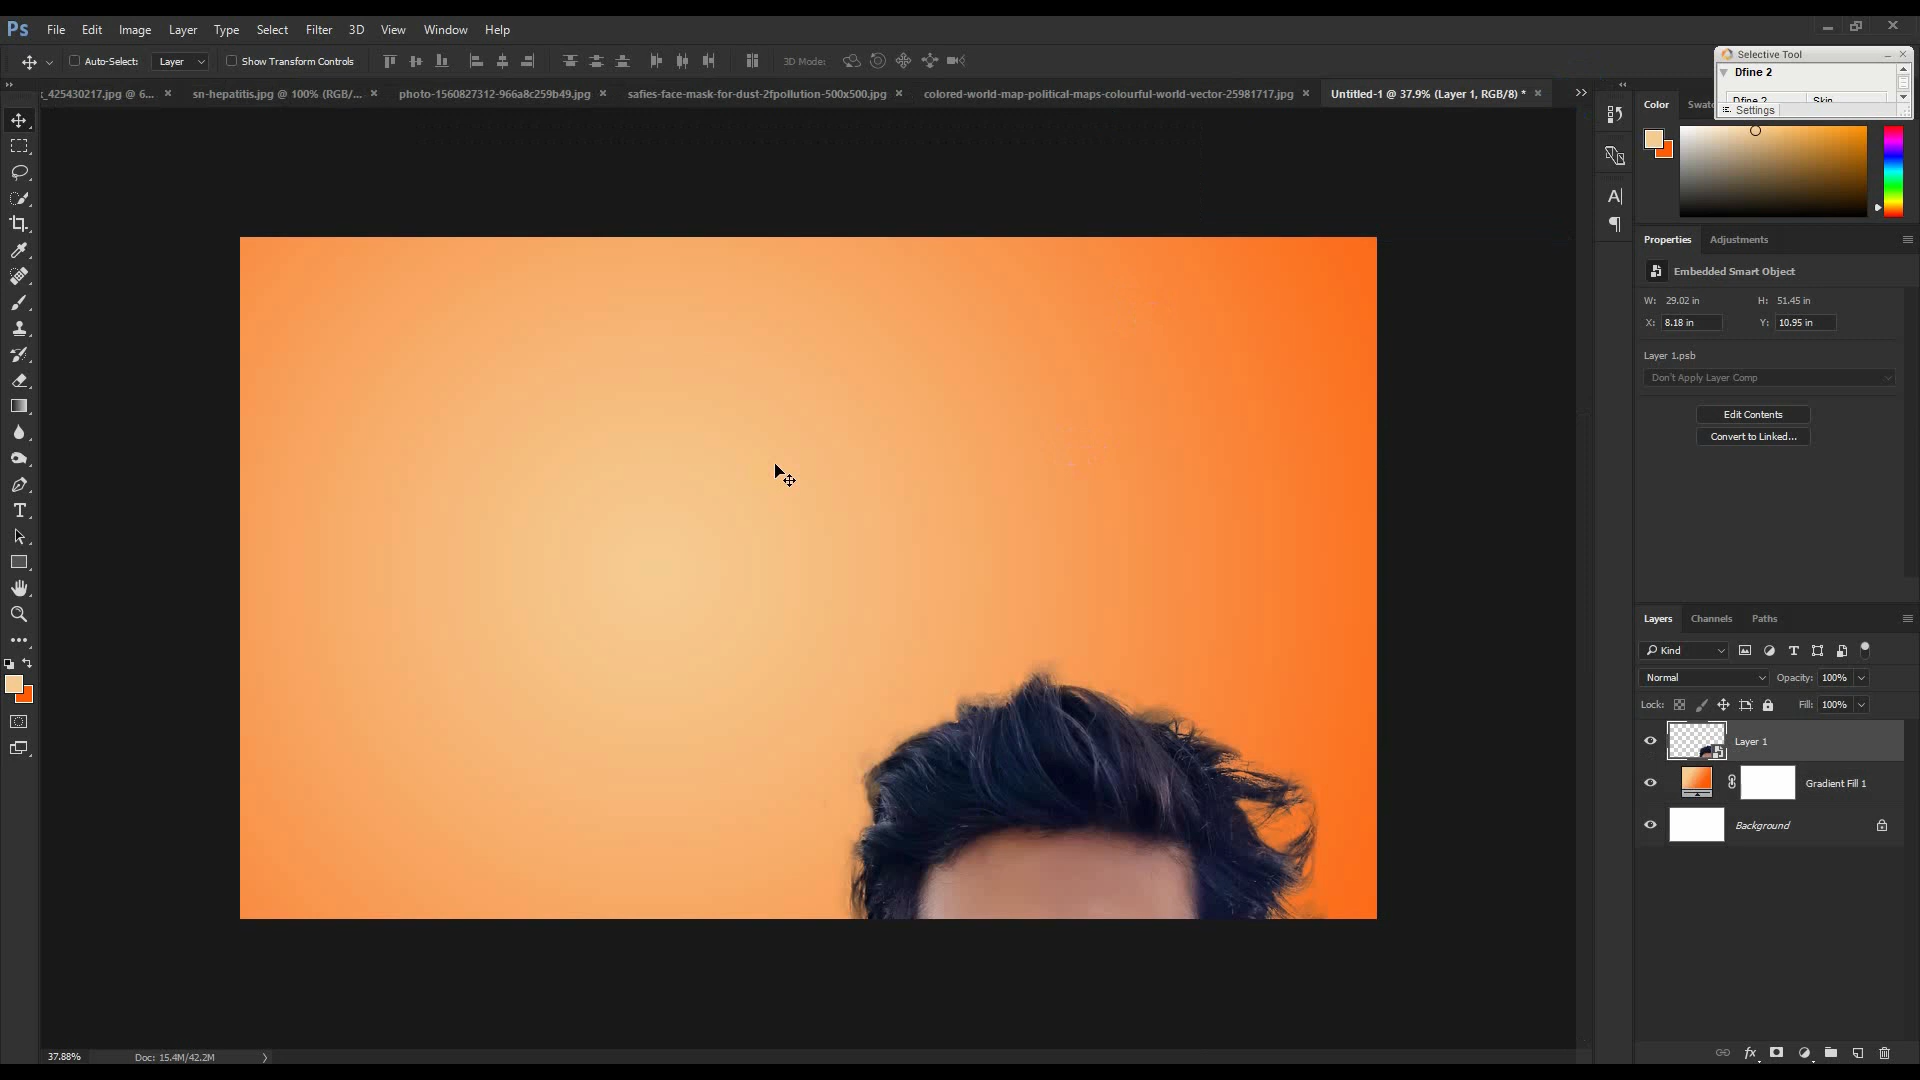 Ps File Edit Image Layer Type Select Filter 3D View Window Help
Auto-Select: Layer Show Transform Controls 3D Mode:
Selective Tool
Dfine 2
Dfine 2 Skin
Settings
_425430217.jpg @ 6... × sn-hepatitis.jpg @ 100% (RGB/... × photo-1560827312-966a8c259b49.jpg × safies-face-mask-for-dust-2fpollution-500x500.jpg × colored-world-map-political-maps-colourful-world-vector-25981717.jpg × Untitled-1 @ 37.9% (Layer 1, RGB/8) * ×
Color
Properties Adjustments
Embedded Smart Object
W: 29.02 in H: 51.45 in
X: 8.18 in Y: 10.95 in
Layer 1.psb
Don't Apply Layer Comp
Edit Contents
Convert to Linked...
Layers Channels Paths
Kind
Normal Opacity: 100%
Lock: Fill: 100%
Layer 1
Gradient Fill 1
Background
37.88% Doc: 15.4M/42.2M